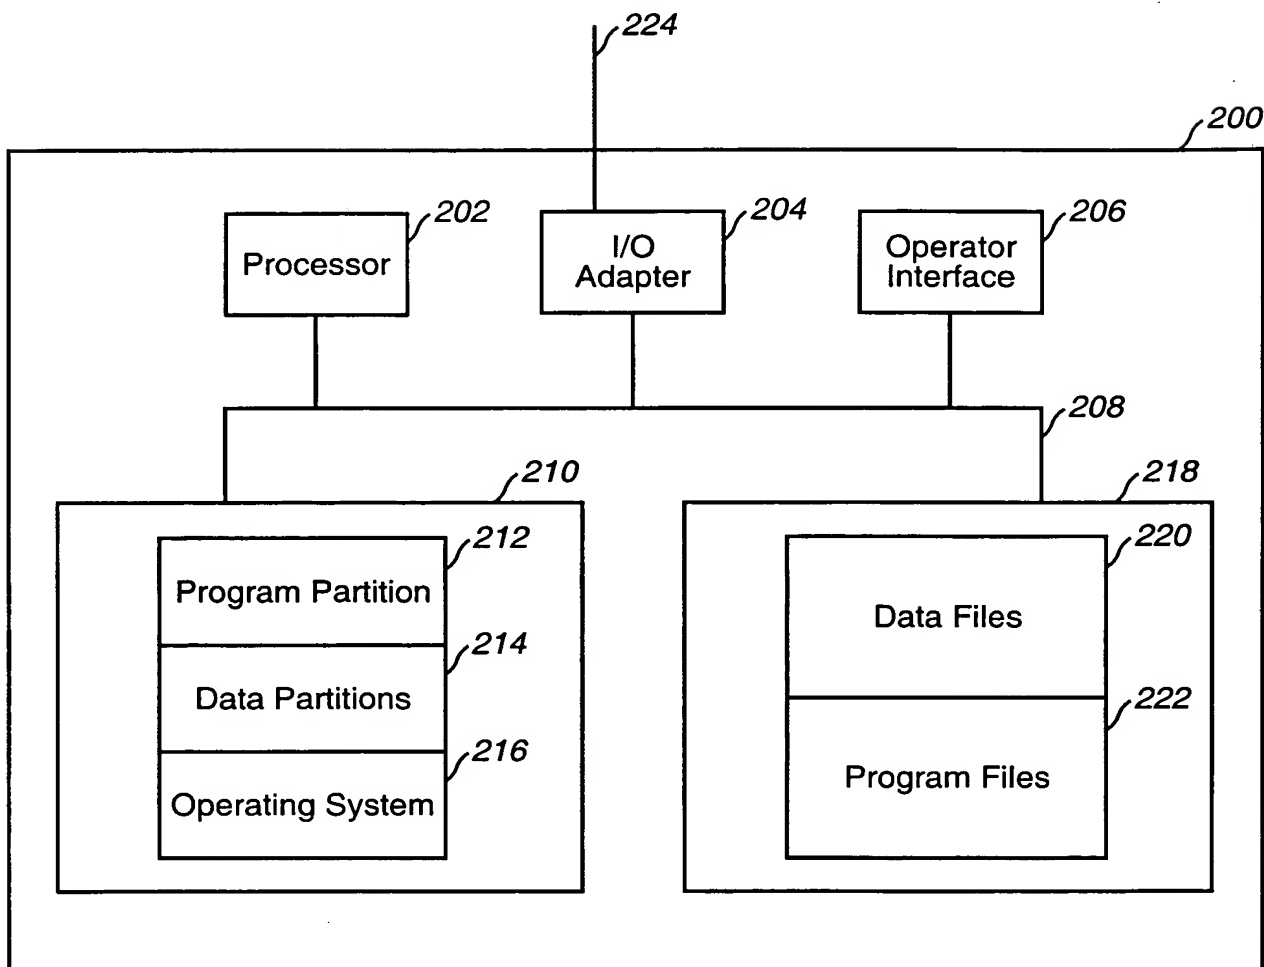 224
200
202
Processor
204
I/O
Adapter
206
Operator
Interface
208
210
212
Program Partition
214
Data Partitions
216
Operating System
218
220
Data Files
222
Program Files